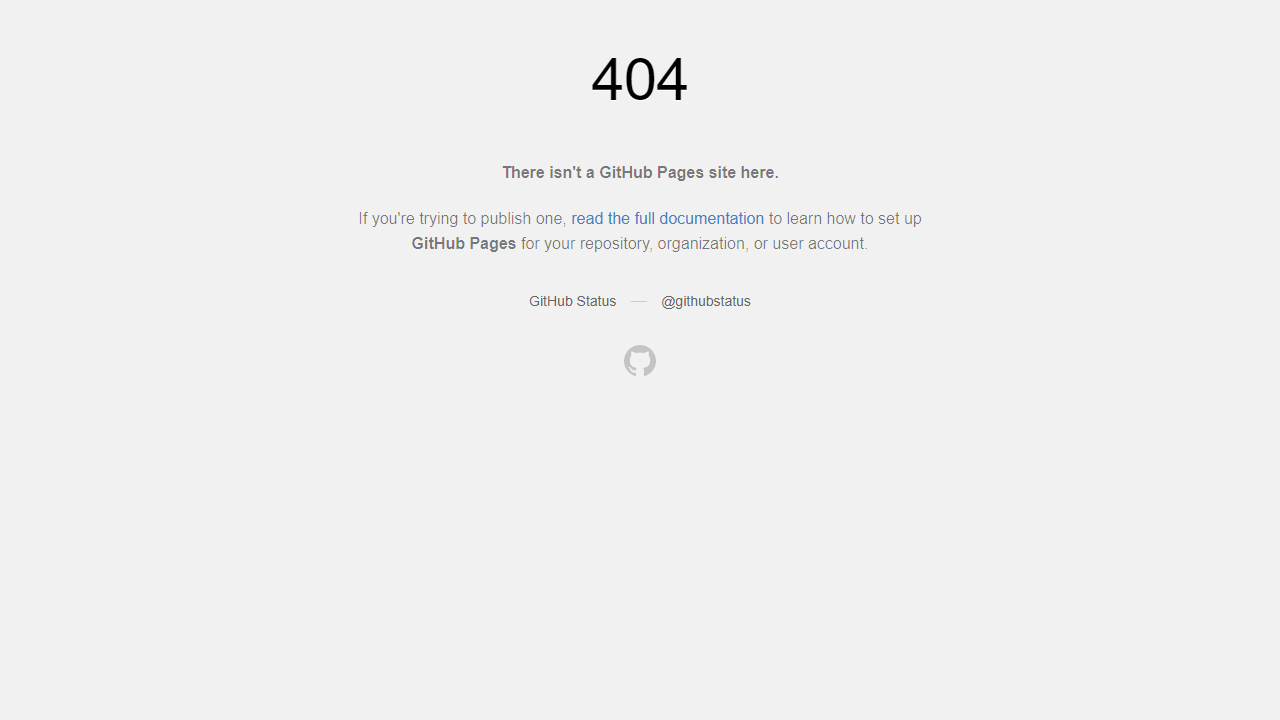 404
There isn't a GitHub Pages site here.
If you're trying to publish one, read the full documentation to learn how to set up
GitHub Pages for your repository, organization, or user account.
GitHub Status — @githubstatus